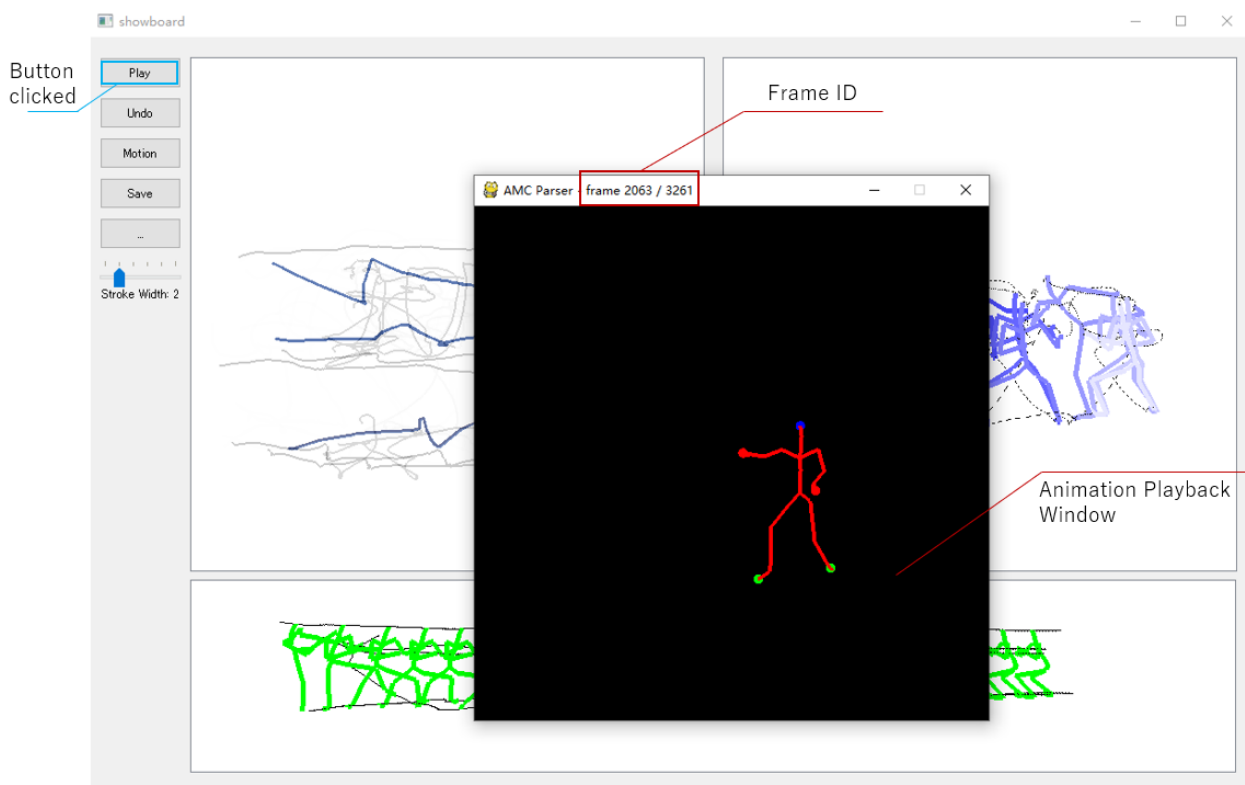 showboard
Button
clicked
Play
Undo
Motion
Save
...
Stroke Width: 2
Frame ID
AMC Parser - frame 2063 / 3261
Animation Playback
Window